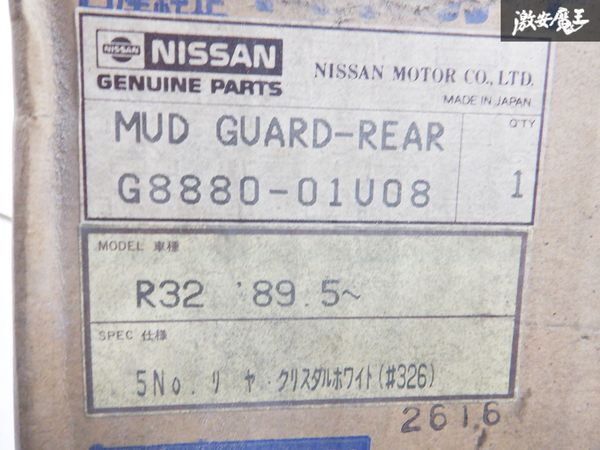 激安魔王
NISSAN
NISSAN
GENUINE PARTS
NISSAN MOTOR CO., LTD.
MADE IN JAPAN
MUD GUARD-REAR
Q'TY
G8880-01U08
1
MODEL 車種
R32 '89.5~
SPEC 仕様
5No. リヤ・クリスタルホワイト(#326)
2616